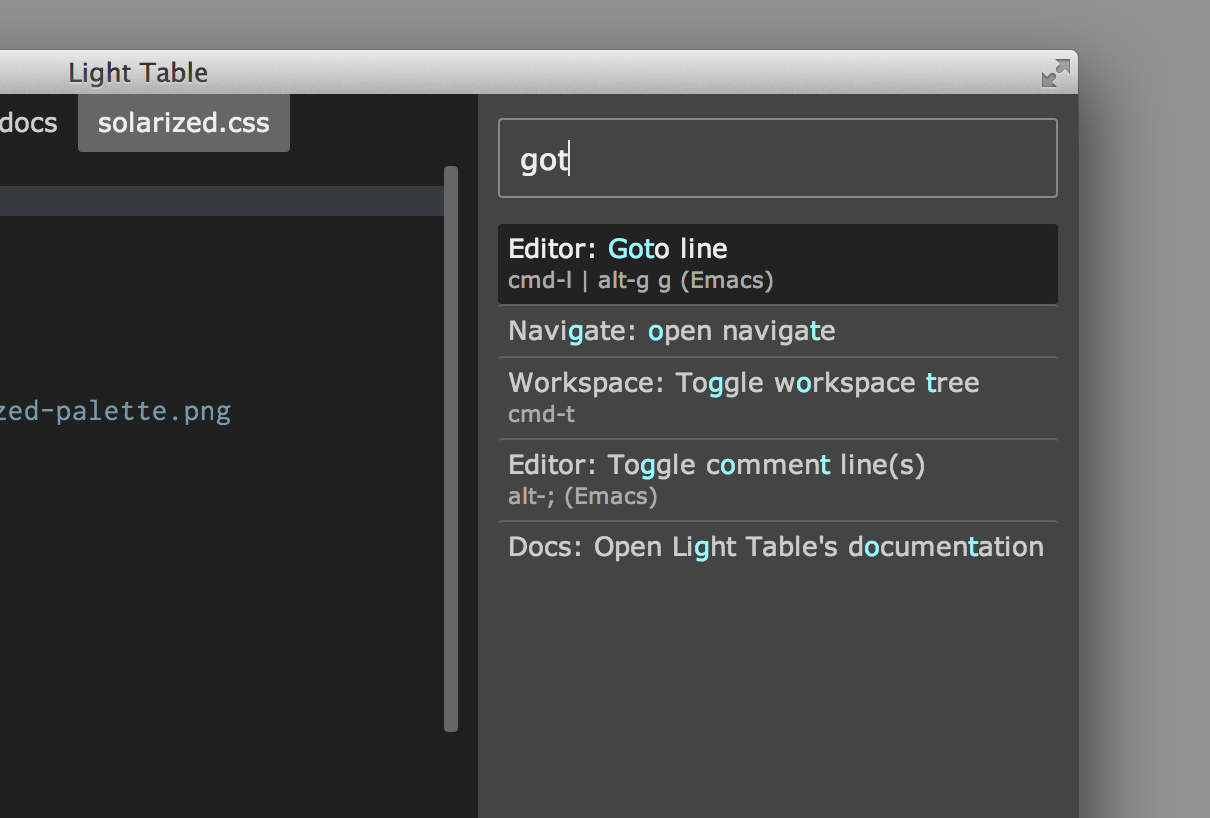 Light Table
docs
solarized.css
zed-palette.png
got
Editor: Goto line
cmd-l | alt-g g (Emacs)
Navigate: open navigate
Workspace: Toggle workspace tree
cmd-t
Editor: Toggle comment line(s)
alt-; (Emacs)
Docs: Open Light Table's documentation